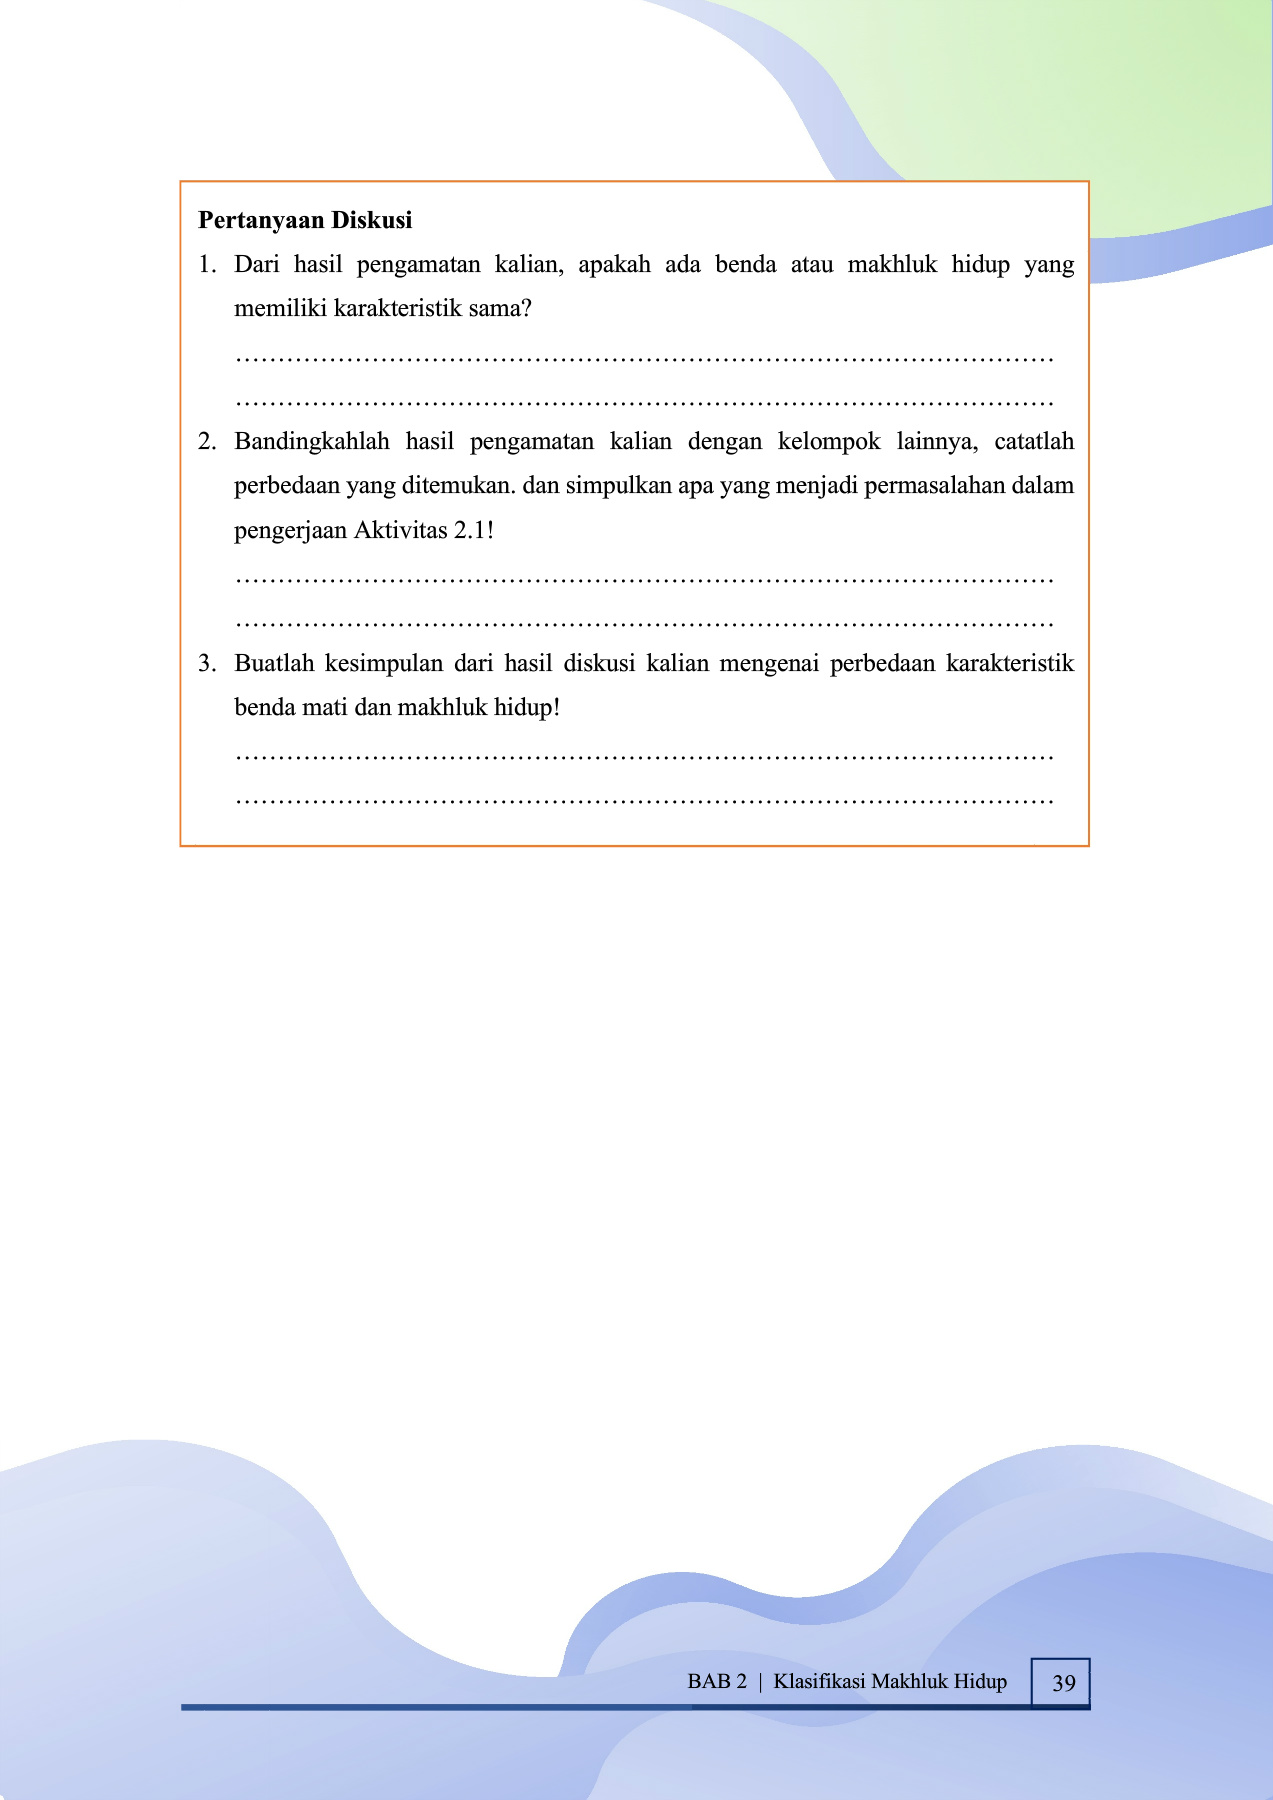 Pertanyaan Diskusi
1. Dari hasil pengamatan kalian, apakah ada benda atau makhluk hidup yang
memiliki karakteristik sama?
……………………………………………………………………………………
……………………………………………………………………………………
2. Bandingkahlah hasil pengamatan kalian dengan kelompok lainnya, catatlah
perbedaan yang ditemukan. dan simpulkan apa yang menjadi permasalahan dalam
pengerjaan Aktivitas 2.1!
……………………………………………………………………………………
……………………………………………………………………………………
3. Buatlah kesimpulan dari hasil diskusi kalian mengenai perbedaan karakteristik
benda mati dan makhluk hidup!
……………………………………………………………………………………
……………………………………………………………………………………
BAB 2 | Klasifikasi Makhluk Hidup 39